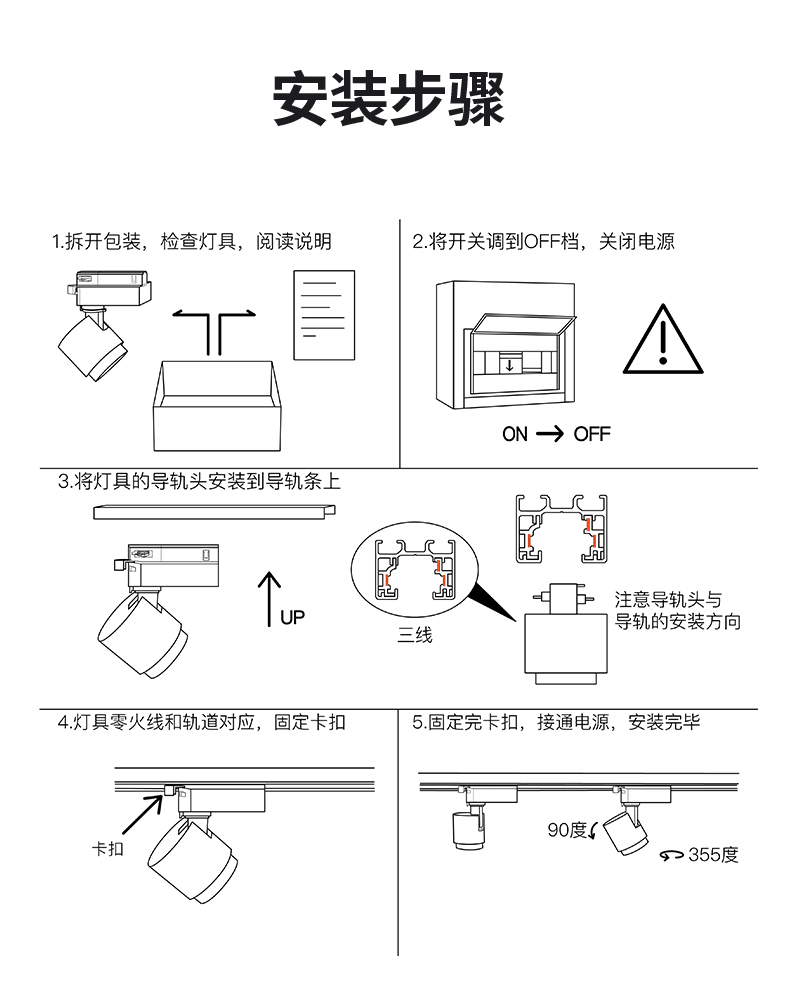 安装步骤
1.拆开包装，检查灯具，阅读说明
2.将开关调到OFF档，关闭电源
ON → OFF
3.将灯具的导轨头安装到导轨条上
UP
三线
注意导轨头与
导轨的安装方向
4.灯具零火线和轨道对应，固定卡扣
卡扣
5.固定完卡扣，接通电源，安装完毕
90度
355度